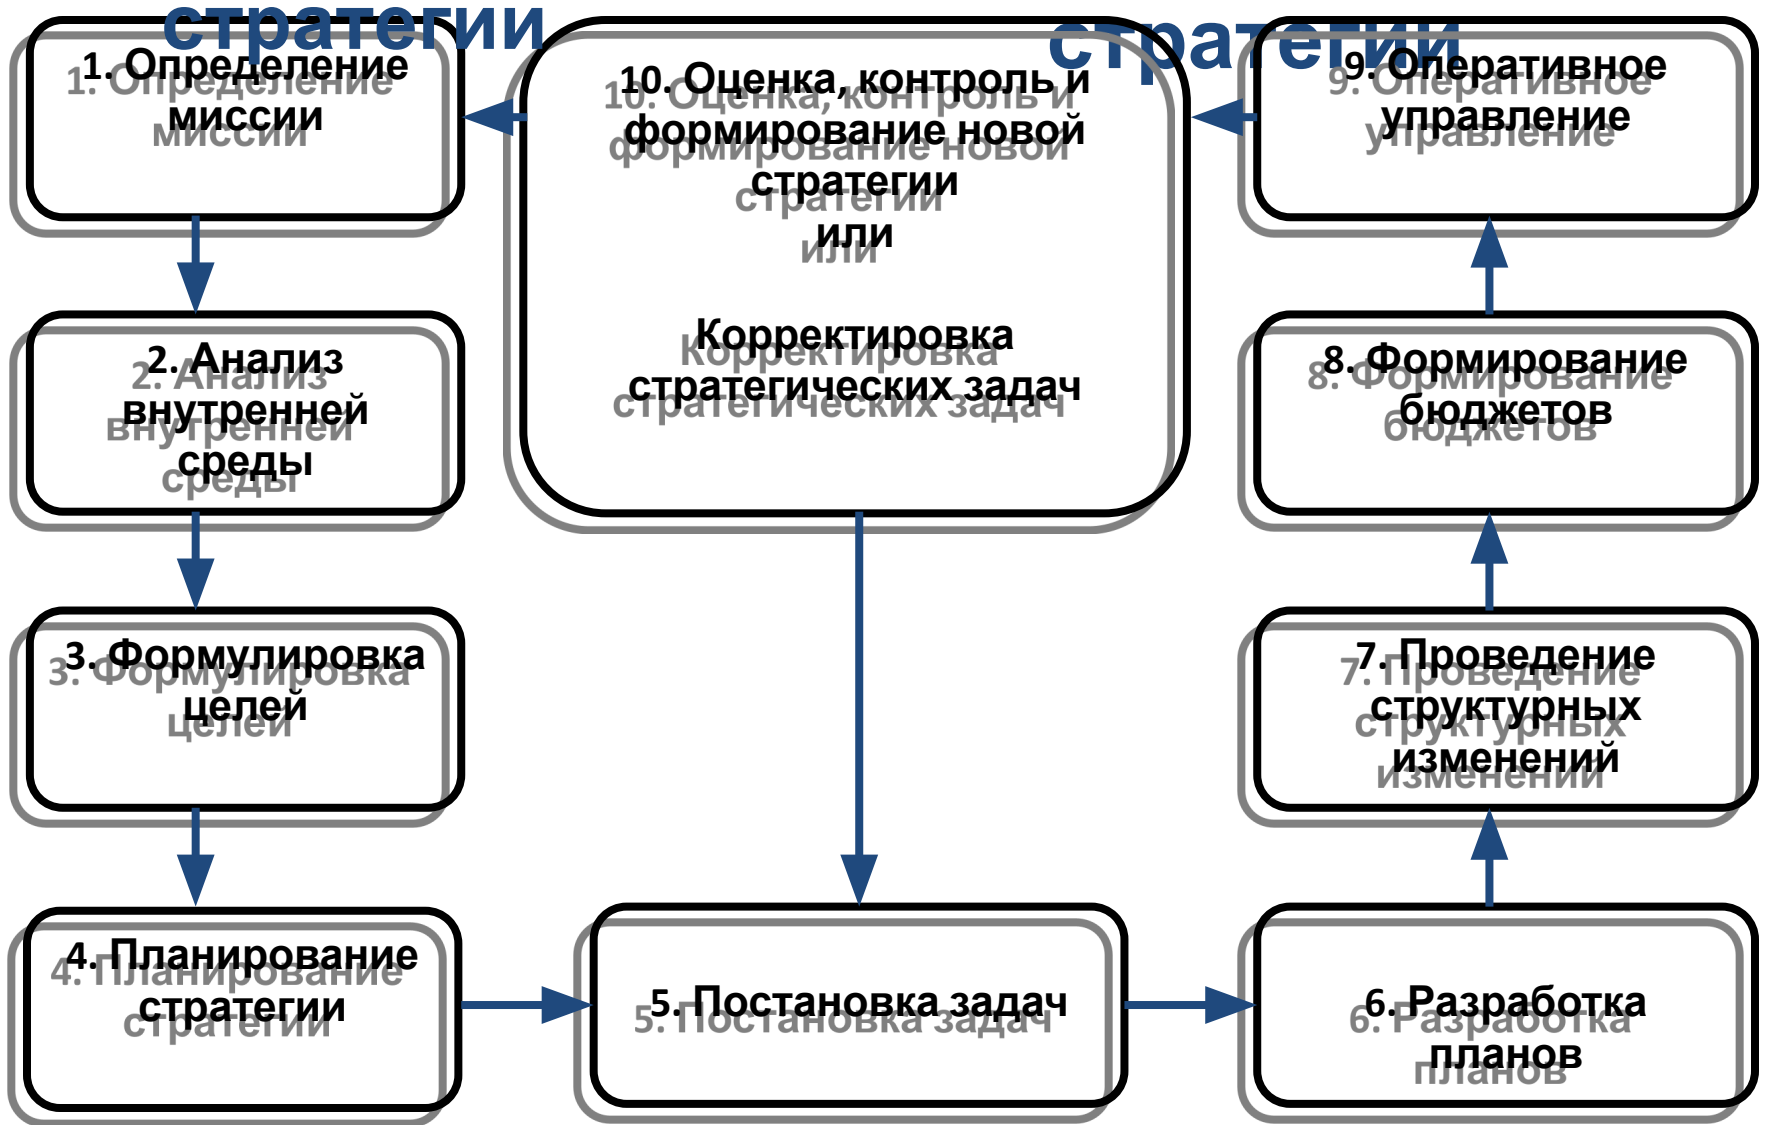 стратегии
стратегии
1. Определение
миссии
10. Оценка, контроль и
формирование новой
стратегии
или
Корректировка
стратегических задач
9. Оперативное
управление
2. Анализ
внутренней
среды
8. Формирование
бюджетов
3. Формулировка
целей
7. Проведение
структурных
изменений
4. Планирование
стратегии
5. Постановка задач
6. Разработка
планов